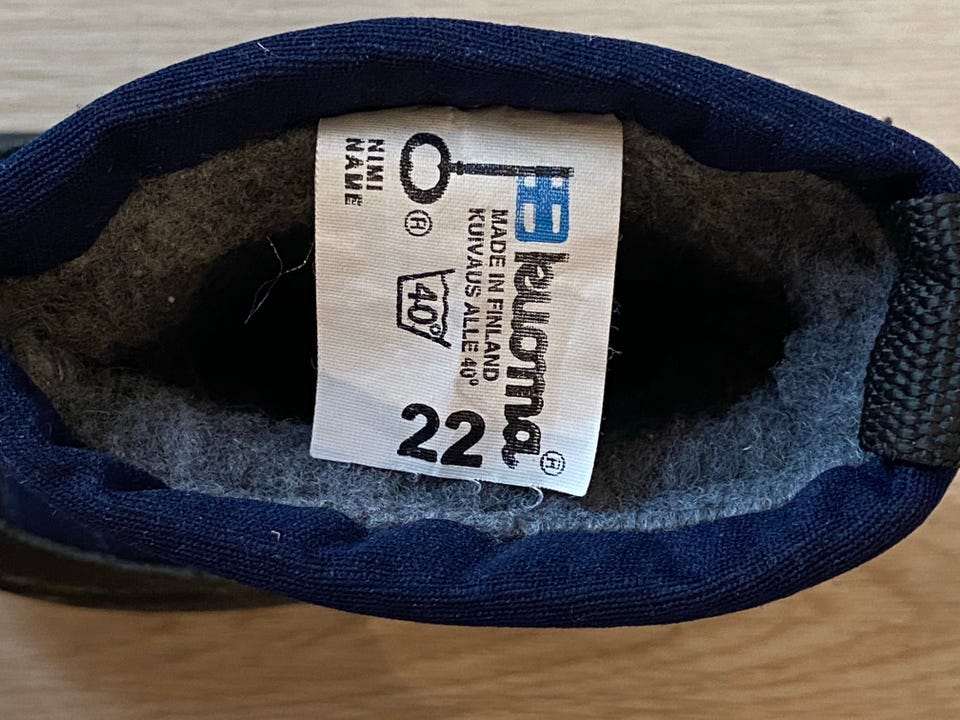 kuoma®
MADE IN FINLAND
KUIVAUS ALLE 40°
40°
®
NIMI
NAME
22